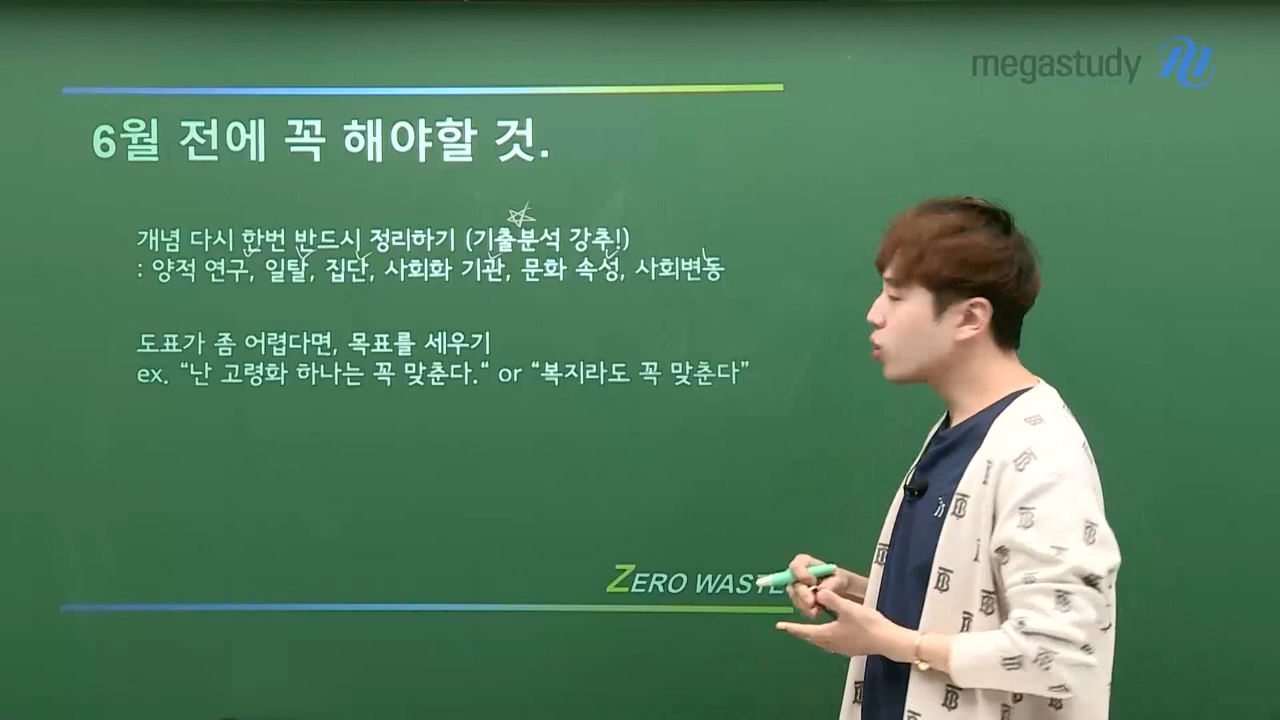 megastudy
6월 전에 꼭 해야할 것.
개념 다시 한번 반드시 정리하기 (기출분석 강추!)
: 양적 연구, 일탈, 집단, 사회화 기관, 문화 속성, 사회변동
도표가 좀 어렵다면, 목표를 세우기
ex. “난 고령화 하나는 꼭 맞춘다.“ or “복지라도 꼭 맞춘다”
ZERO WASTE